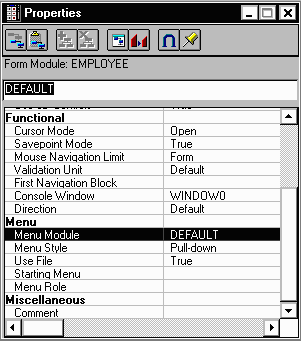 Properties
Form Module: EMPLOYEE
DEFAULT
Functional
Cursor Mode Open
Savepoint Mode True
Mouse Navigation Limit Form
Validation Unit Default
First Navigation Block
Console Window WINDOW0
Direction Default
Menu
Menu Module DEFAULT
Menu Style Pull-down
Use File True
Starting Menu
Menu Role
Miscellaneous
Comment